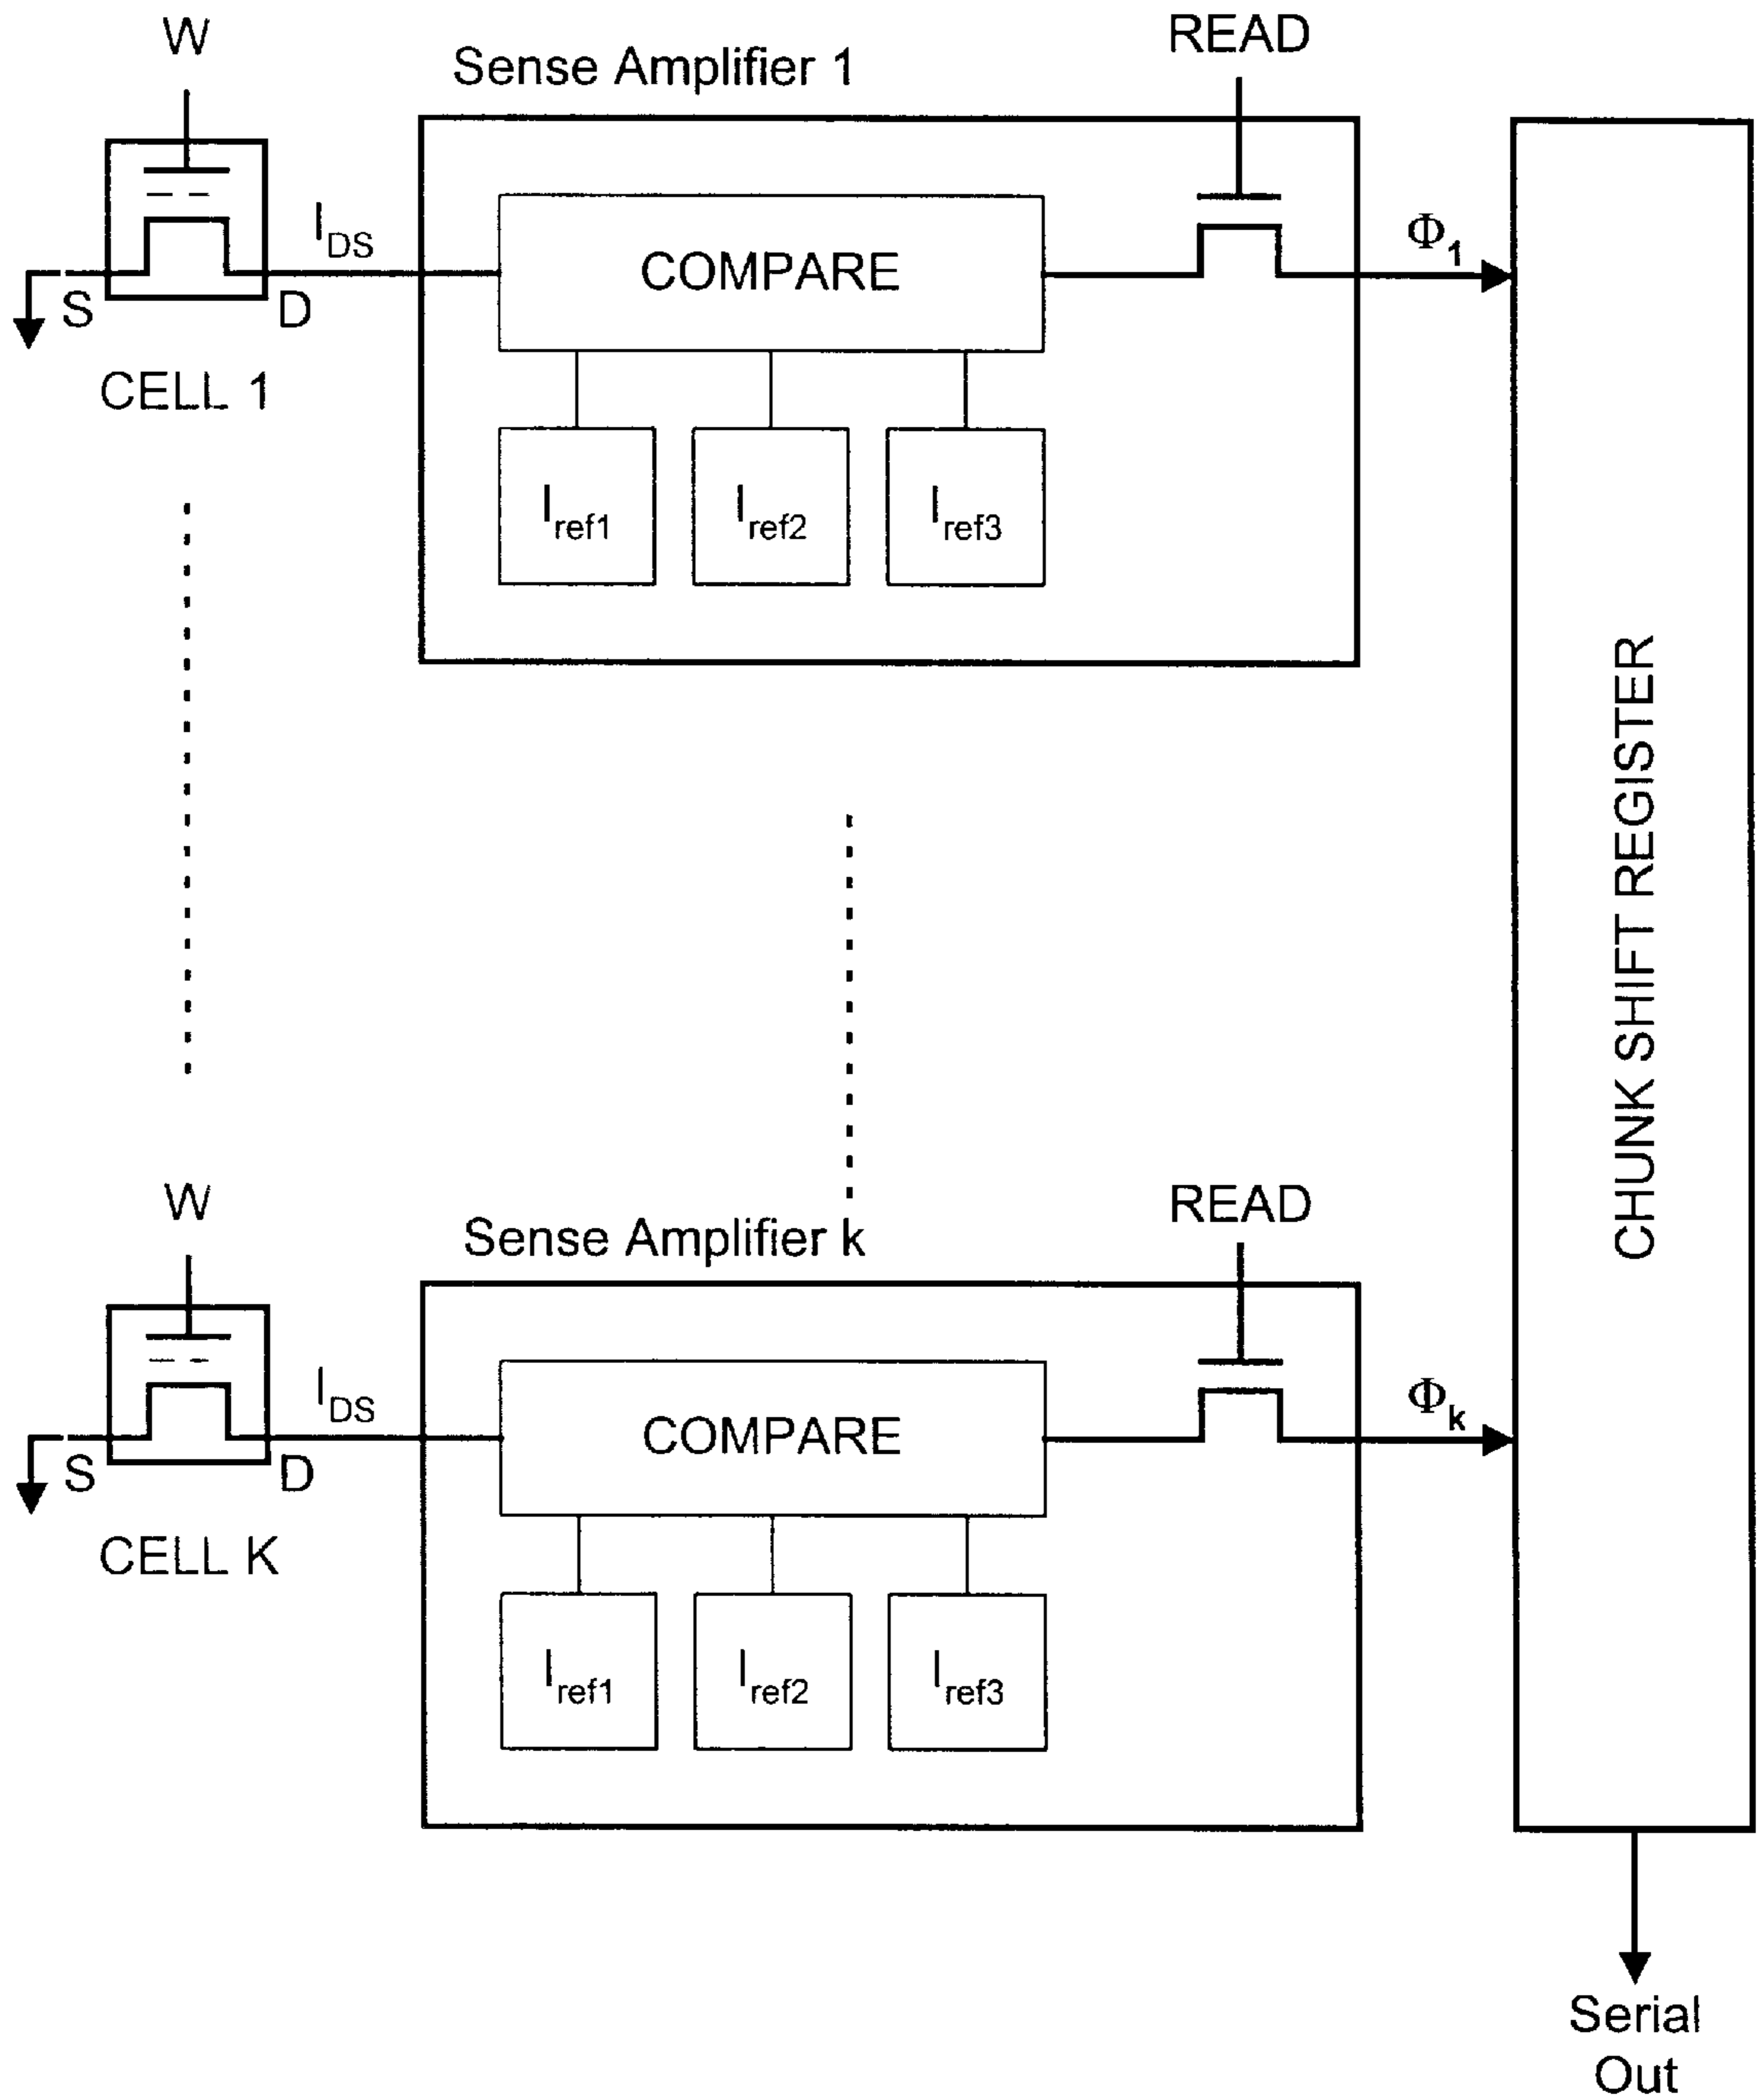 W
Sense Amplifier 1
READ
I_DS
COMPARE
Φ_1
S
D
CELL 1
I_ref1
I_ref2
I_ref3
CHUNK SHIFT REGISTER
W
Sense Amplifier k
READ
I_DS
COMPARE
Φ_k
S
D
CELL K
I_ref1
I_ref2
I_ref3
Serial
Out